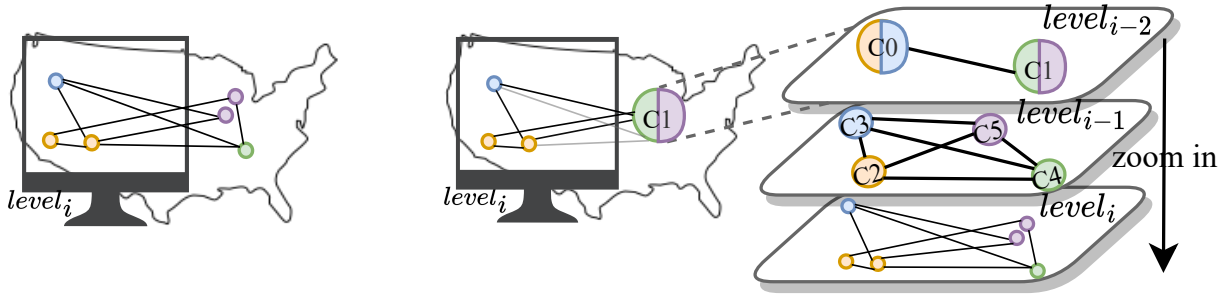 level_i
level_i
C1
level_{i-2}
C0
C1
level_{i-1}
C3
C5
C2
C4
zoom in
level_i